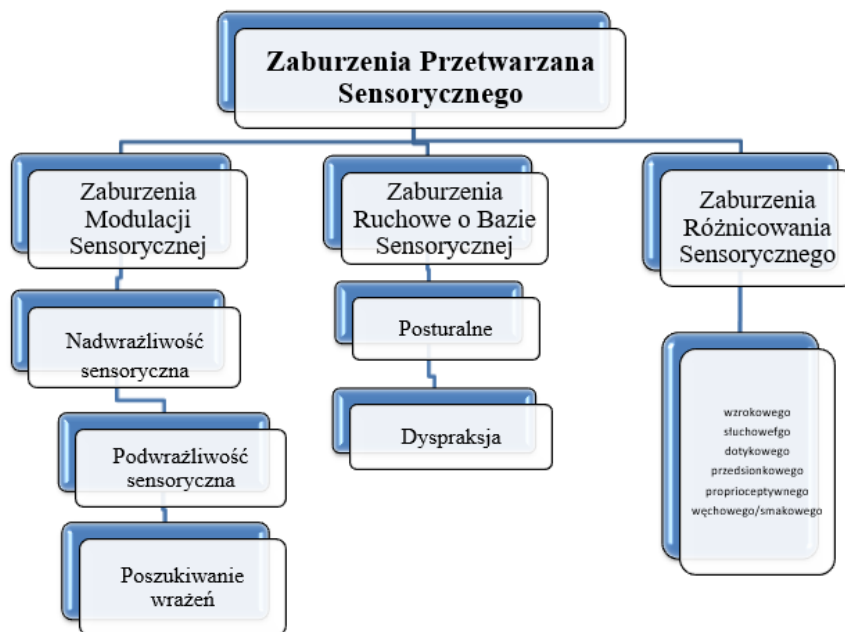 Zaburzenia Przetwarzana
Sensorycznego
Zaburzenia
Modulacji
Sensorycznej
Nadwrażliwość
sensoryczna
Podwrażliwość
sensoryczna
Poszukiwanie
wrażeń
Zaburzenia
Ruchowe o Bazie
Sensorycznej
Posturalne
Dyspraksja
Zaburzenia
Różnicowania
Sensorycznego
wzrokowego
słuchowefgo
dotykowego
przedsionkowego
proprioceptywnego
węchowego/smakowego